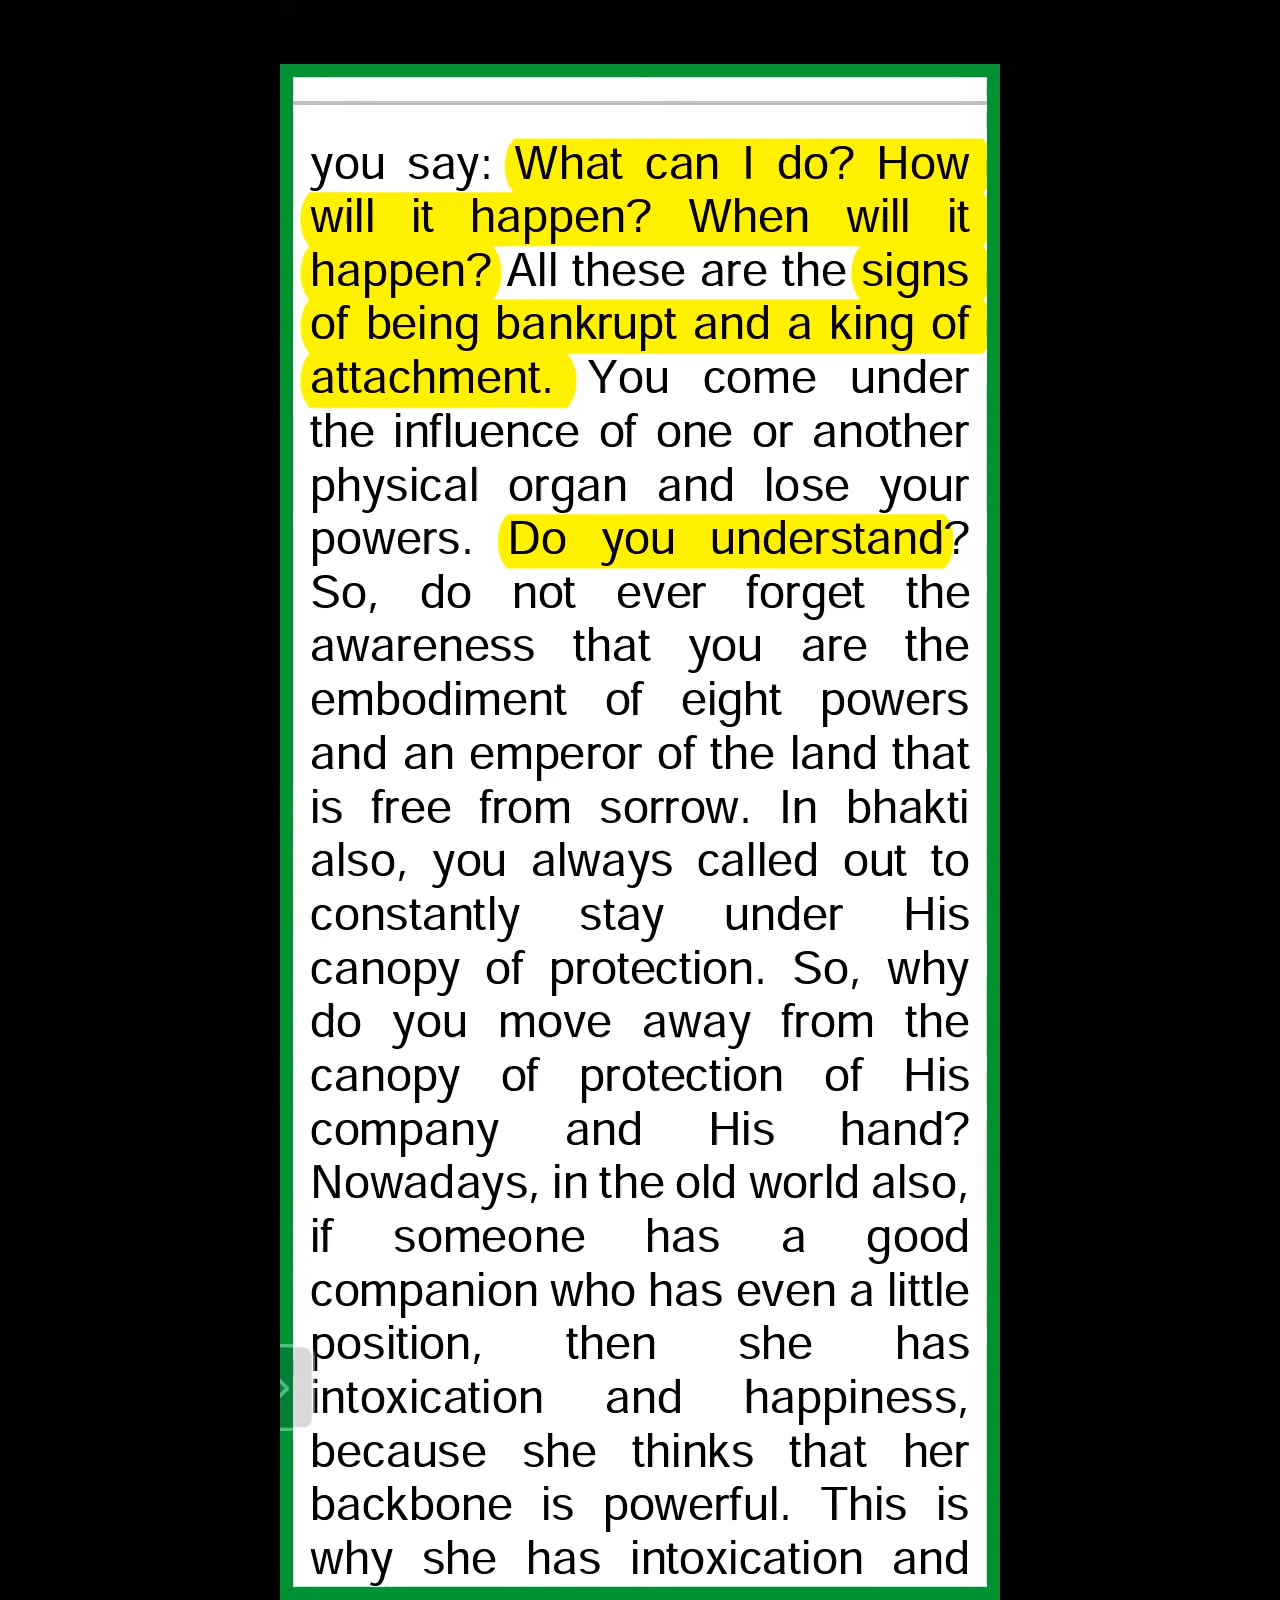 you say: What can I do? How
will it happen? When will it
happen? All these are the signs
of being bankrupt and a king of
attachment. You come under
the influence of one or another
physical organ and lose your
powers. Do you understand?
So, do not ever forget the
awareness that you are the
embodiment of eight powers
and an emperor of the land that
is free from sorrow. In bhakti
also, you always called out to
constantly stay under His
canopy of protection. So, why
do you move away from the
canopy of protection of His
company and His hand?
Nowadays, in the old world also,
if someone has a good
companion who has even a little
position, then she has
intoxication and happiness,
because she thinks that her
backbone is powerful. This is
why she has intoxication and